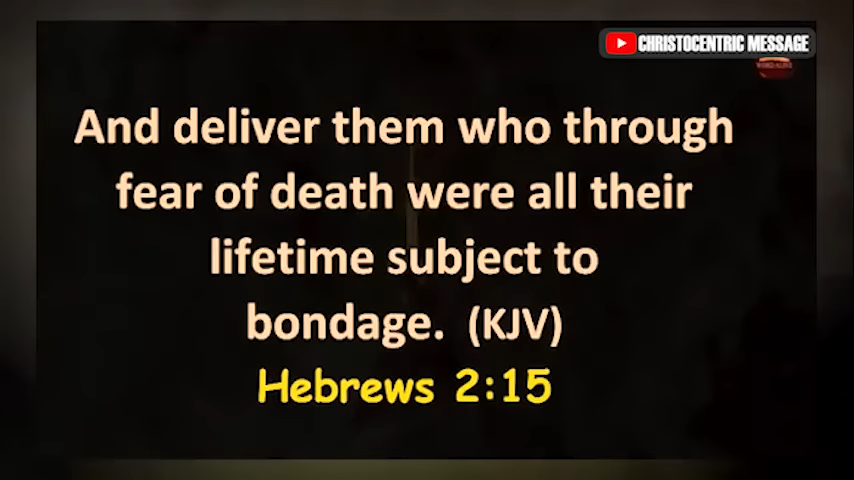 CHRISTOCENTRIC MESSAGE
And deliver them who through
fear of death were all their
lifetime subject to
bondage. (KJV)
Hebrews 2:15